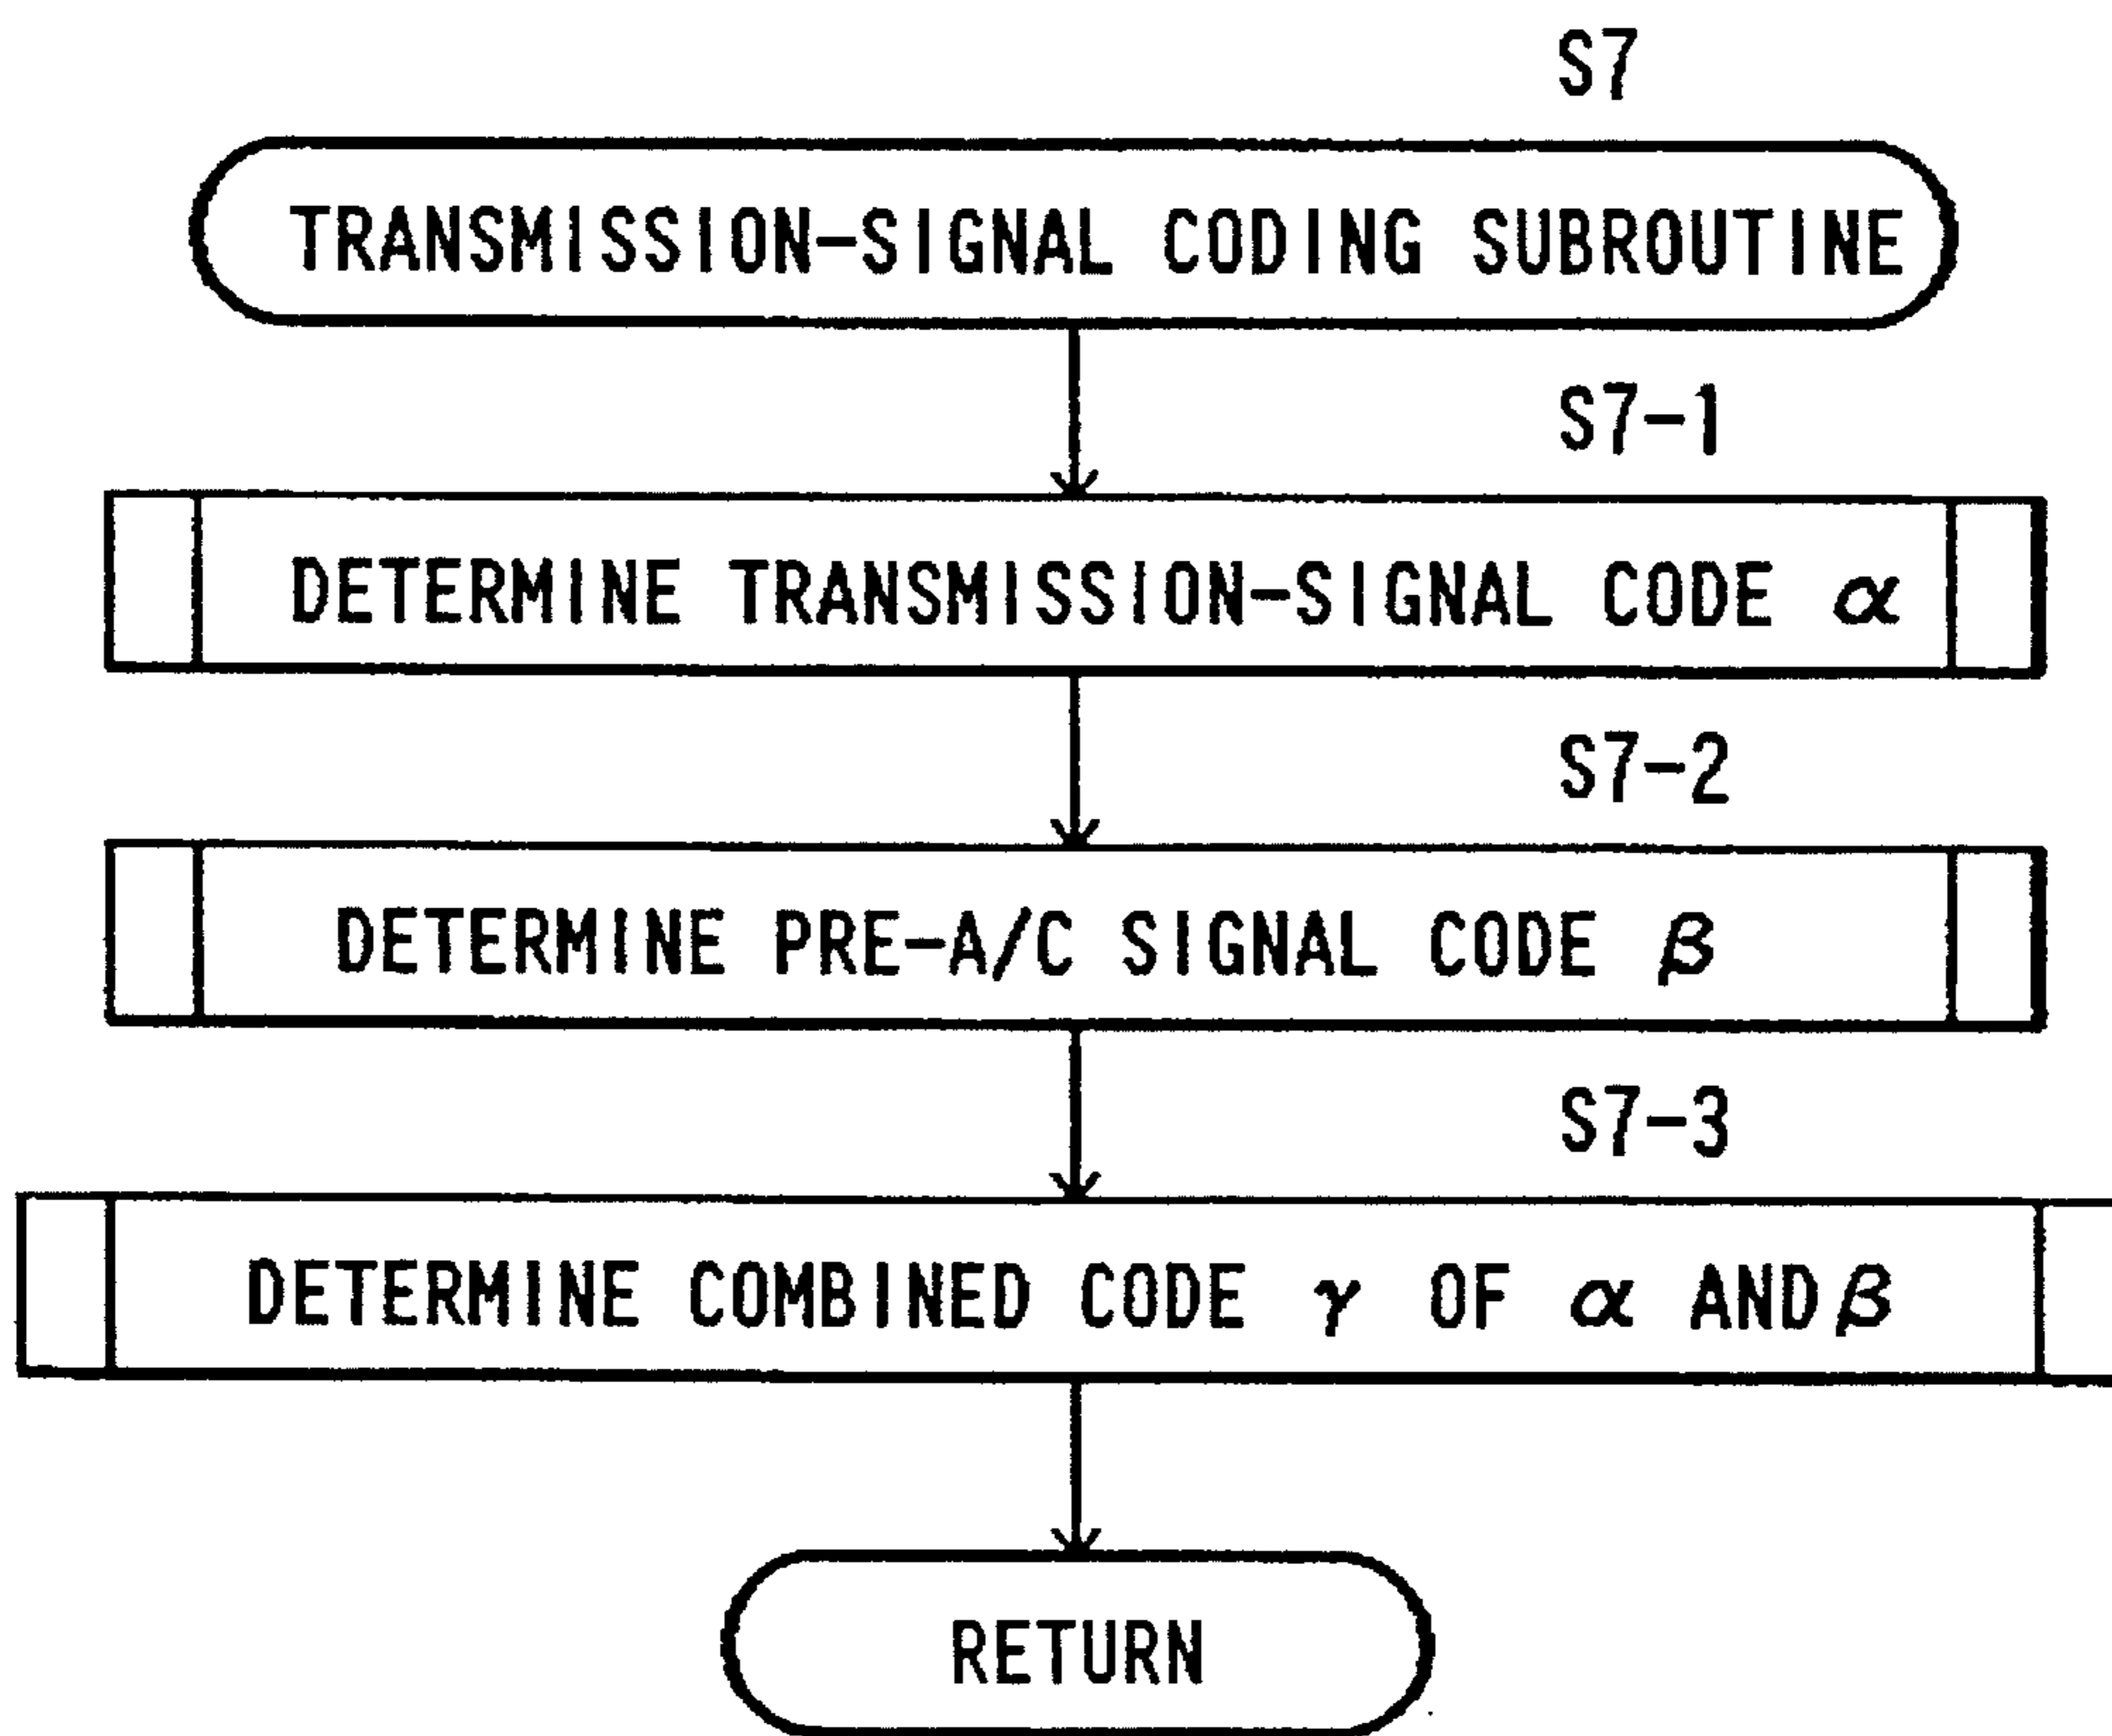 S7
TRANSMISSION-SIGNAL CODING SUBROUTINE
S7-1
DETERMINE TRANSMISSION-SIGNAL CODE α
S7-2
DETERMINE PRE-A/C SIGNAL CODE β
S7-3
DETERMINE COMBINED CODE γ OF α AND β
RETURN